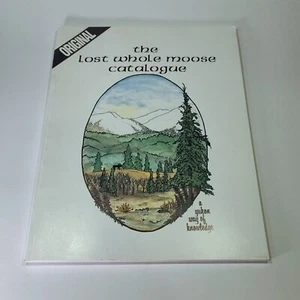 ORIGINAL
the
lost whole moose
catalogue
a
yukon
way of
knowledge